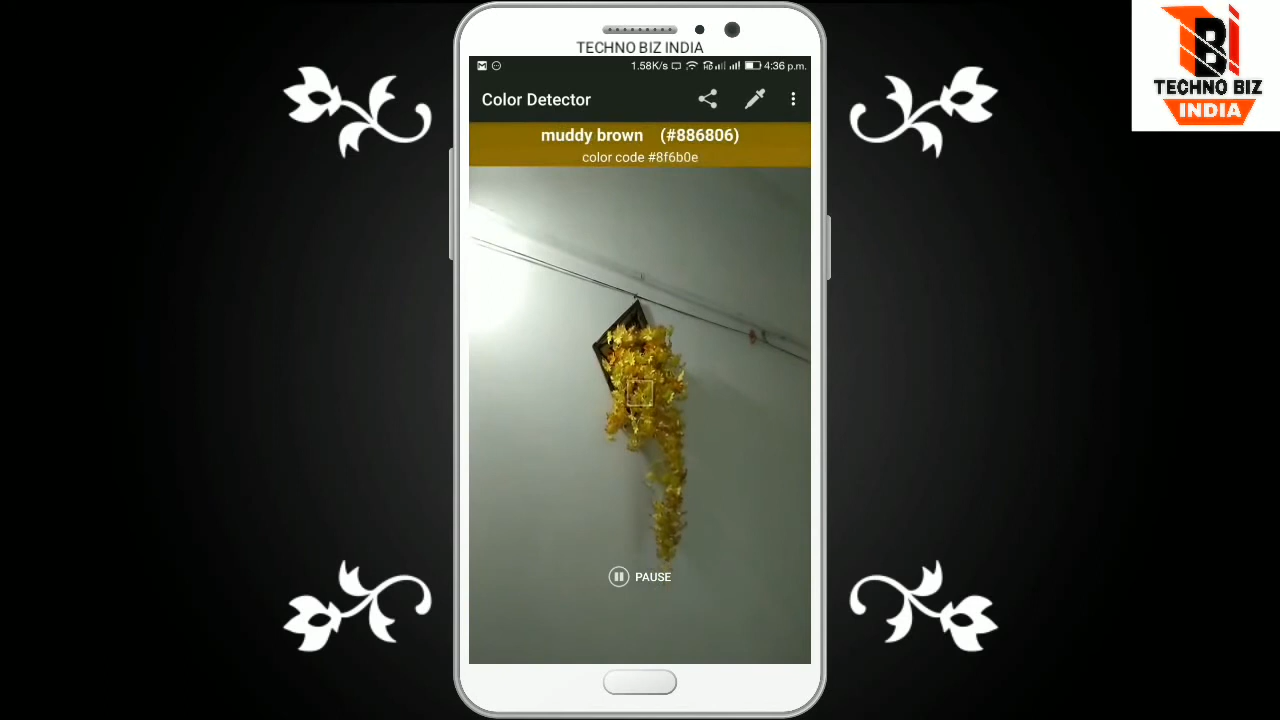 TECHNO BIZ INDIA
1.58K/s 4:36 p.m.
Color Detector
muddy brown (#886806)
color code #8f6b0e
PAUSE
BI
TECHNO BIZ
INDIA